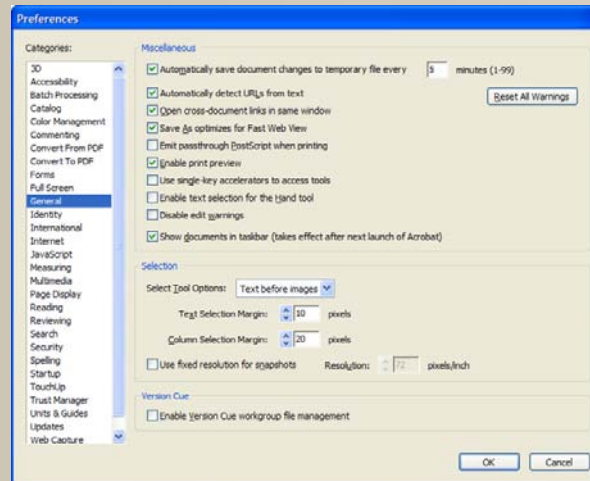 Preferences
Categories:
3D
Accessibility
Batch Processing
Catalog
Color Management
Commenting
Convert From PDF
Convert To PDF
Forms
Full Screen
General
Identity
International
Internet
JavaScript
Measuring
Multimedia
Page Display
Reading
Reviewing
Search
Security
Spelling
Startup
TouchUp
Trust Manager
Units & Guides
Updates
Web Capture
Miscellaneous
Automatically save document changes to temporary file every 5 minutes (1-99)
Automatically detect URLs from text
Reset All Warnings
Open cross-document links in same window
Save As optimizes for Fast Web View
Emit passthrough PostScript when printing
Enable print preview
Use single-key accelerators to access tools
Enable text selection for the Hand tool
Disable edit warnings
Show documents in taskbar (takes effect after next launch of Acrobat)
Selection
Select Tool Options: Text before images
Text Selection Margin: 10 pixels
Column Selection Margin: 20 pixels
Use fixed resolution for snapshots Resolution: 72 pixels/inch
Version Cue
Enable Version Cue workgroup file management
OK Cancel